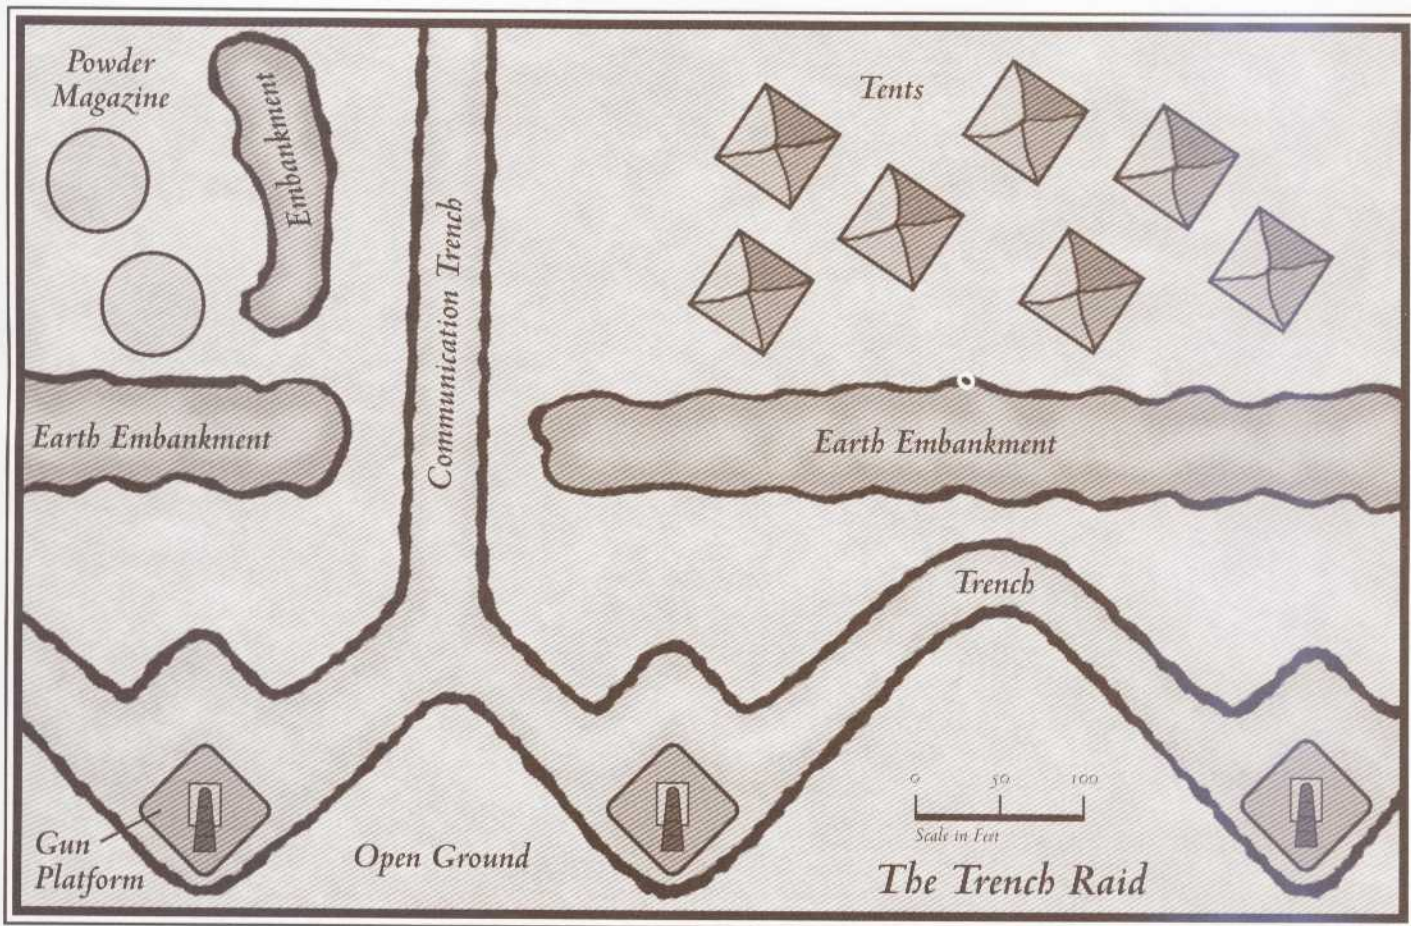 Powder
Magazine
Embankment
Tents
Communication Trench
Earth Embankment
Earth Embankment
Trench
0 50 100
Scale in Feet
Gun
Platform
Open Ground
The Trench Raid